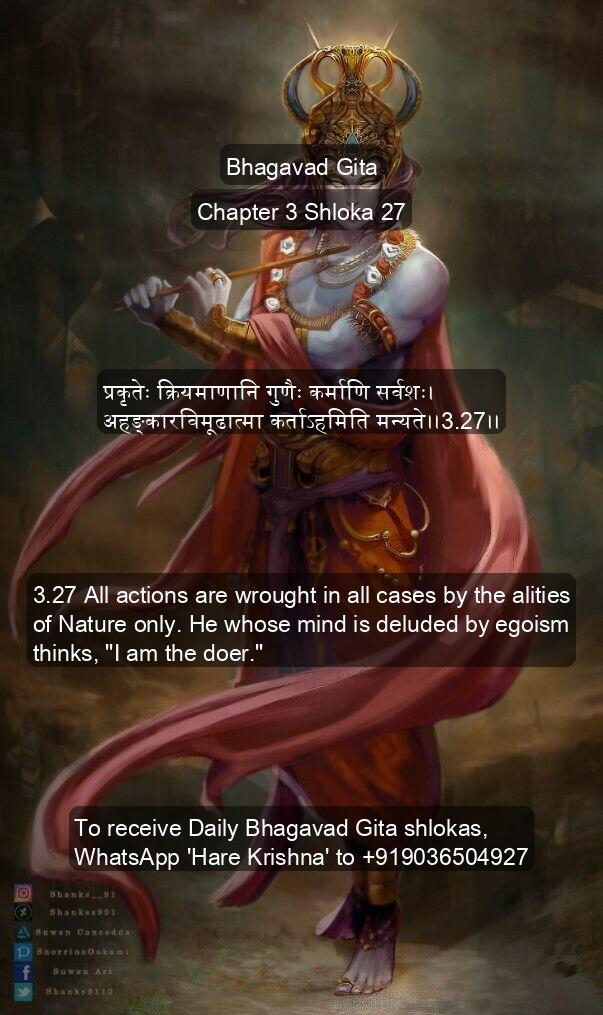 Bhagavad Gita
Chapter 3 Shloka 27
प्रकृतेः क्रियमाणानि गुणैः कर्माणि सर्वशः।
अहङ्कारविमूढात्मा कर्ताऽहमिति मन्यते।।3.27।।
3.27 All actions are wrought in all cases by the alities
of Nature only. He whose mind is deluded by egoism
thinks, "I am the doer."
To receive Daily Bhagavad Gita shlokas,
WhatsApp 'Hare Krishna' to +919036504927
Shanks__91
Shankss991
Suwan Cancedda
SnorrinoOokami
Suwan Art
Shanks9110